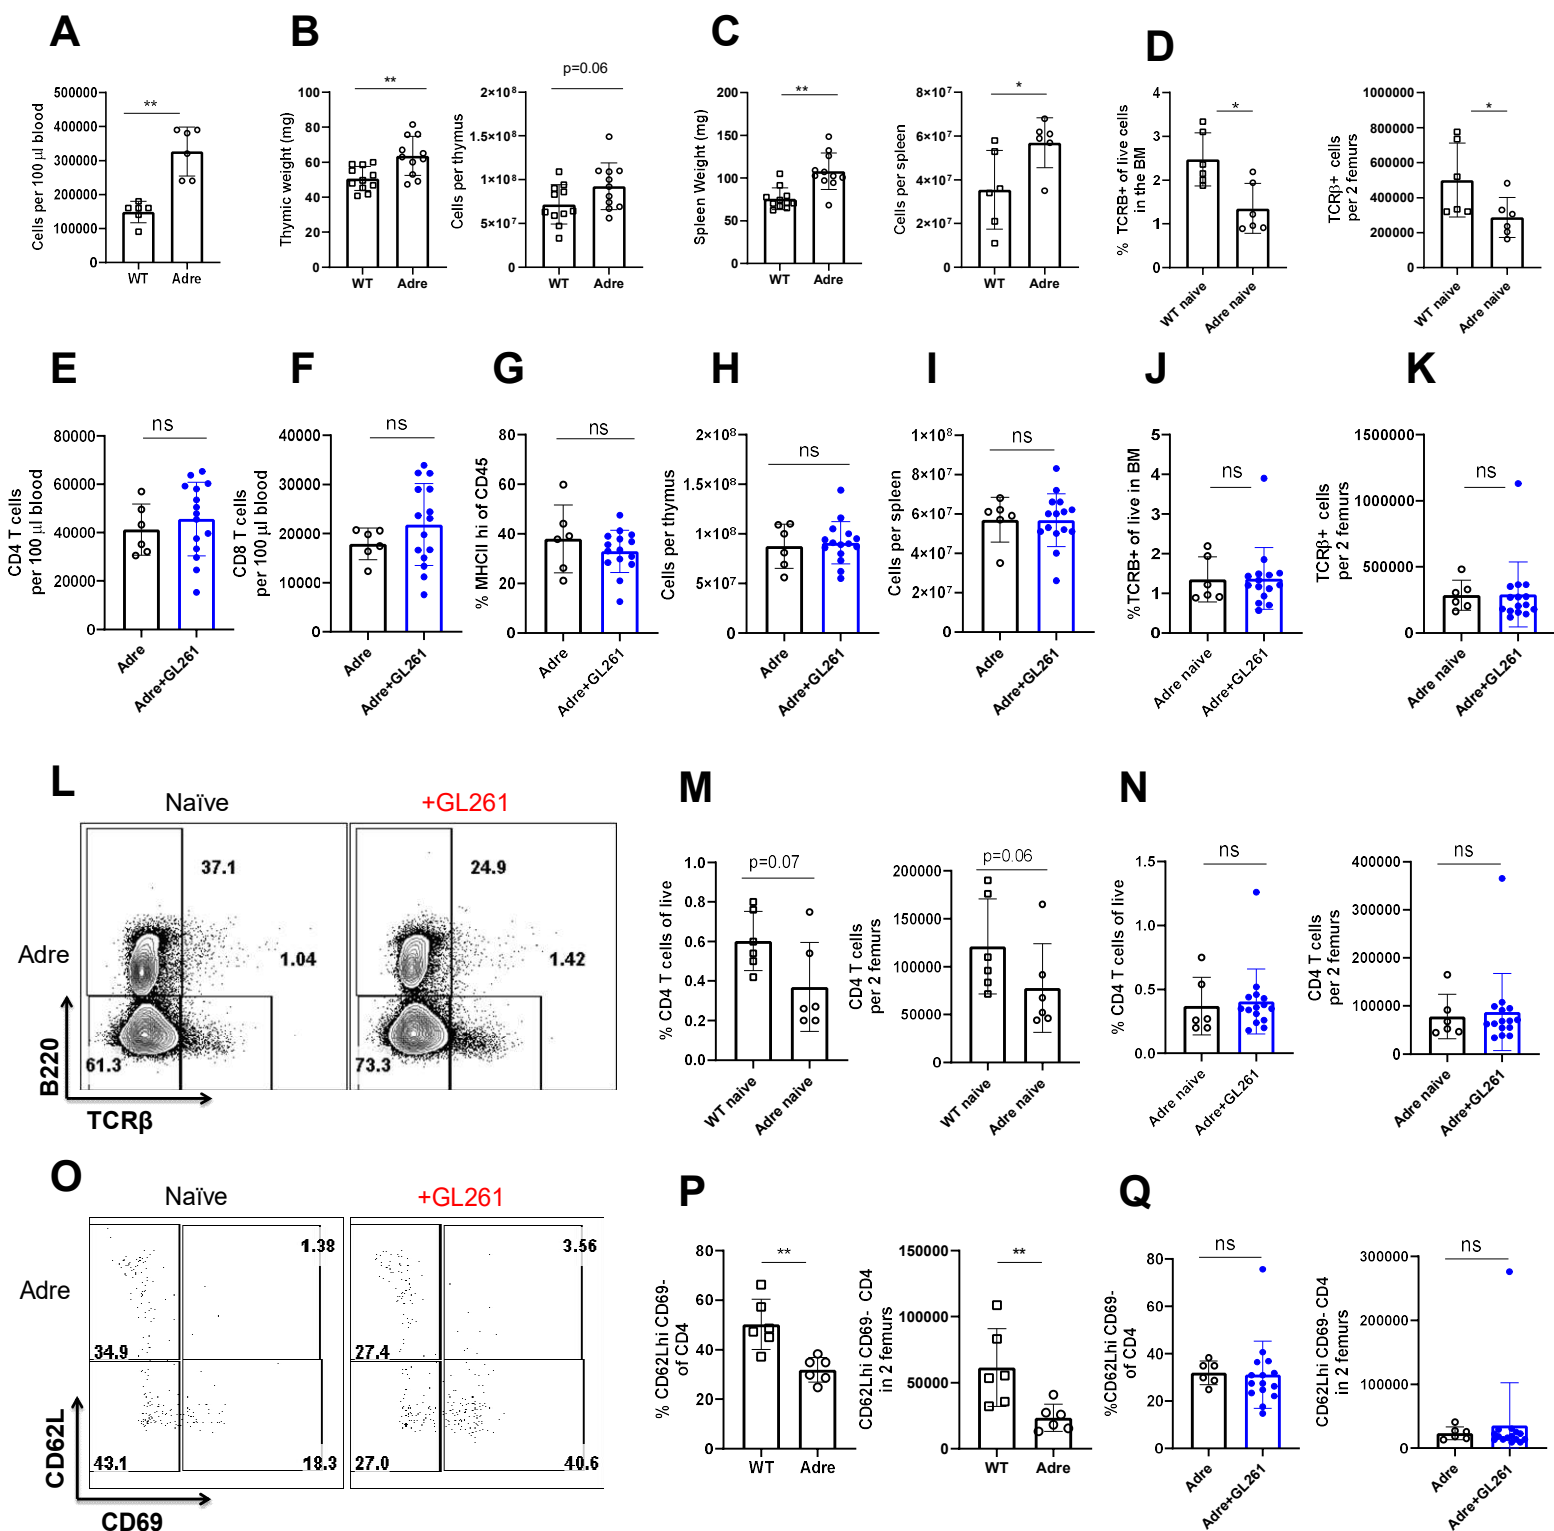 A
B
C
D
Cells per 100 µl blood
500000
400000
300000
200000
100000
0
**
WT
Adre
Thymic weight (mg)
100
80
60
40
20
0
**
WT
Adre
Cells per thymus
2×10⁸
1.5×10⁸
1×10⁸
5×10⁷
0
p=0.06
WT
Adre
Spleen Weight (mg)
200
150
100
50
0
**
WT
Adre
Cells per spleen
8×10⁷
6×10⁷
4×10⁷
2×10⁷
0
*
WT
Adre
% TCRB+ of live cells
in the BM
4
3
2
1
0
*
WT naive
Adre naive
TCRβ+ cells
per 2 femurs
1000000
800000
600000
400000
200000
0
*
WT naive
Adre naive
E
F
G
H
I
J
K
CD4 T cells
per 100 µl blood
80000
60000
40000
20000
0
ns
Adre
Adre+GL261
CD8 T cells
per 100 µl blood
40000
30000
20000
10000
0
ns
Adre
Adre+GL261
% MHCII hi of CD45
80
60
40
20
0
ns
Adre
Adre+GL261
Cells per thymus
2×10⁸
1.5×10⁸
1×10⁸
5×10⁷
0
ns
Adre
Adre+GL261
Cells per spleen
1×10⁸
8×10⁷
6×10⁷
4×10⁷
2×10⁷
0
ns
Adre
Adre+GL261
%TCRB+ of live in BM
5
4
3
2
1
0
ns
Adre naive
Adre+GL261
TCRβ+ cells
per 2 femurs
1500000
1000000
500000
0
ns
Adre naive
Adre+GL261
L
Naïve
+GL261
Adre
37.1
1.04
61.3
24.9
1.42
73.3
B220
TCRβ
M
% CD4 T cells of live
1.0
0.8
0.6
0.4
0.2
0.0
p=0.07
WT naive
Adre naive
CD4 T cells
per 2 femurs
200000
150000
100000
50000
0
p=0.06
WT naive
Adre naive
N
% CD4 T cells of live
1.5
1.0
0.5
0.0
ns
Adre naive
Adre+GL261
CD4 T cells
per 2 femurs
400000
300000
200000
100000
0
ns
Adre naive
Adre+GL261
O
Naïve
+GL261
Adre
1.38
34.9
43.1
18.3
3.56
27.4
27.0
40.6
CD62L
CD69
P
% CD62Lhi CD69-
of CD4
80
60
40
20
0
**
WT
Adre
CD62Lhi CD69- CD4
in 2 femurs
150000
100000
50000
0
**
WT
Adre
Q
%CD62Lhi CD69-
of CD4
80
60
40
20
0
ns
Adre
Adre+GL261
CD62Lhi CD69- CD4
in 2 femurs
300000
200000
100000
0
ns
Adre
Adre+GL261